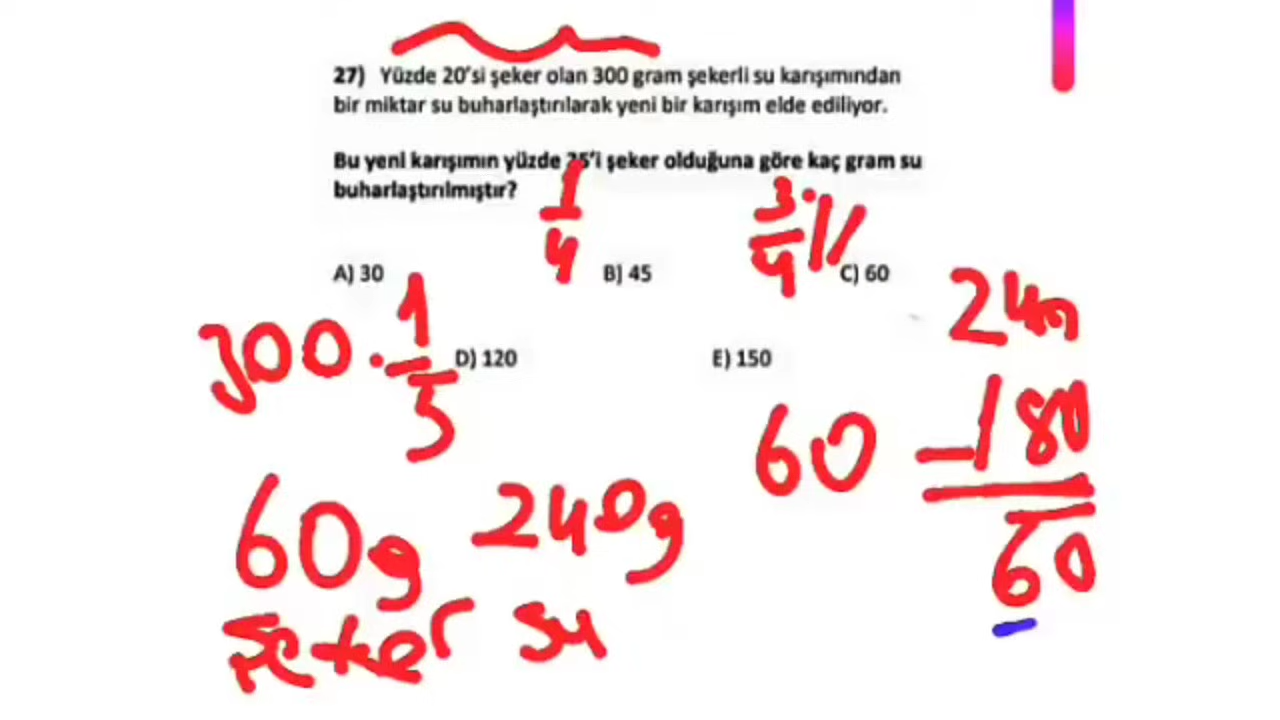 27) Yüzde 20'si şeker olan 300 gram şekerli su karışımından
bir miktar su buharlaştırılarak yeni bir karışım elde ediliyor.
Bu yeni karışımın yüzde 25'i şeker olduğuna göre kaç gram su
buharlaştırılmıştır?
1/4
3/4
A) 30
B) 45
C) 60
D) 120
E) 150
300 · 1/5
240
- 180
60
60
60g 240g
şeker su